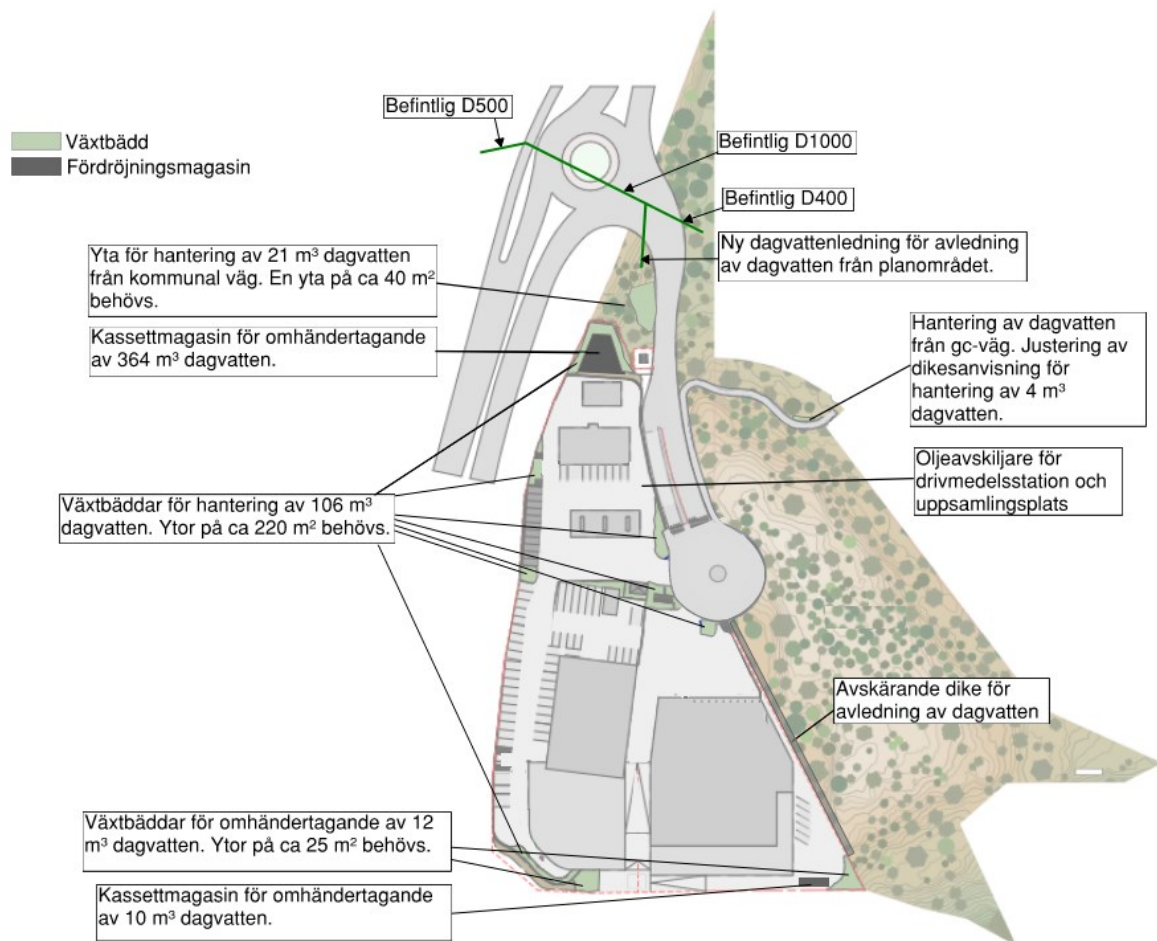 Befintlig D500
Växtbädd
Fördröjningsmagasin
Befintlig D1000
Befintlig D400
Yta för hantering av 21 m³ dagvatten
från kommunal väg. En yta på ca 40 m²
behövs.
Ny dagvattenledning för avledning
av dagvatten från planområdet.
Kassettmagasin för omhändertagande
av 364 m³ dagvatten.
Hantering av dagvatten
från gc-väg. Justering av
dikesanvisning för
hantering av 4 m³
dagvatten.
Oljeavskiljare för
drivmedelsstation och
uppsamlingsplats
Växtbäddar för hantering av 106 m³
dagvatten. Ytor på ca 220 m² behövs.
Avskärande dike för
avledning av dagvatten
Växtbäddar för omhändertagande av 12
m³ dagvatten. Ytor på ca 25 m² behövs.
Kassettmagasin för omhändertagande
av 10 m³ dagvatten.